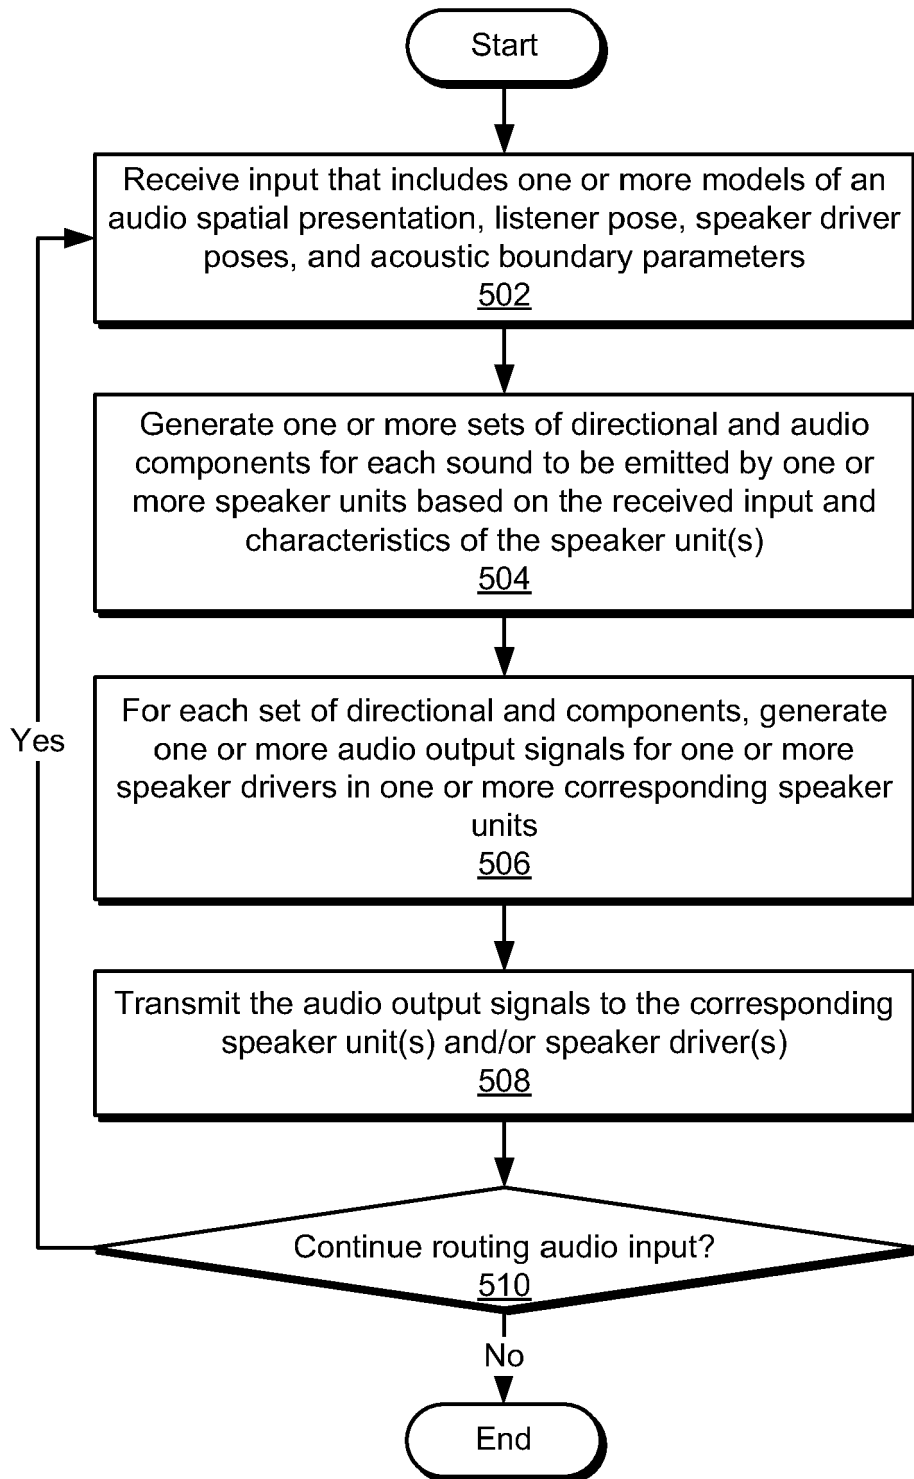 Start
Receive input that includes one or more models of an
audio spatial presentation, listener pose, speaker driver
poses, and acoustic boundary parameters
502
Generate one or more sets of directional and audio
components for each sound to be emitted by one or
more speaker units based on the received input and
characteristics of the speaker unit(s)
504
For each set of directional and components, generate
one or more audio output signals for one or more
speaker drivers in one or more corresponding speaker
units
506
Yes
Transmit the audio output signals to the corresponding
speaker unit(s) and/or speaker driver(s)
508
Continue routing audio input?
510
No
End